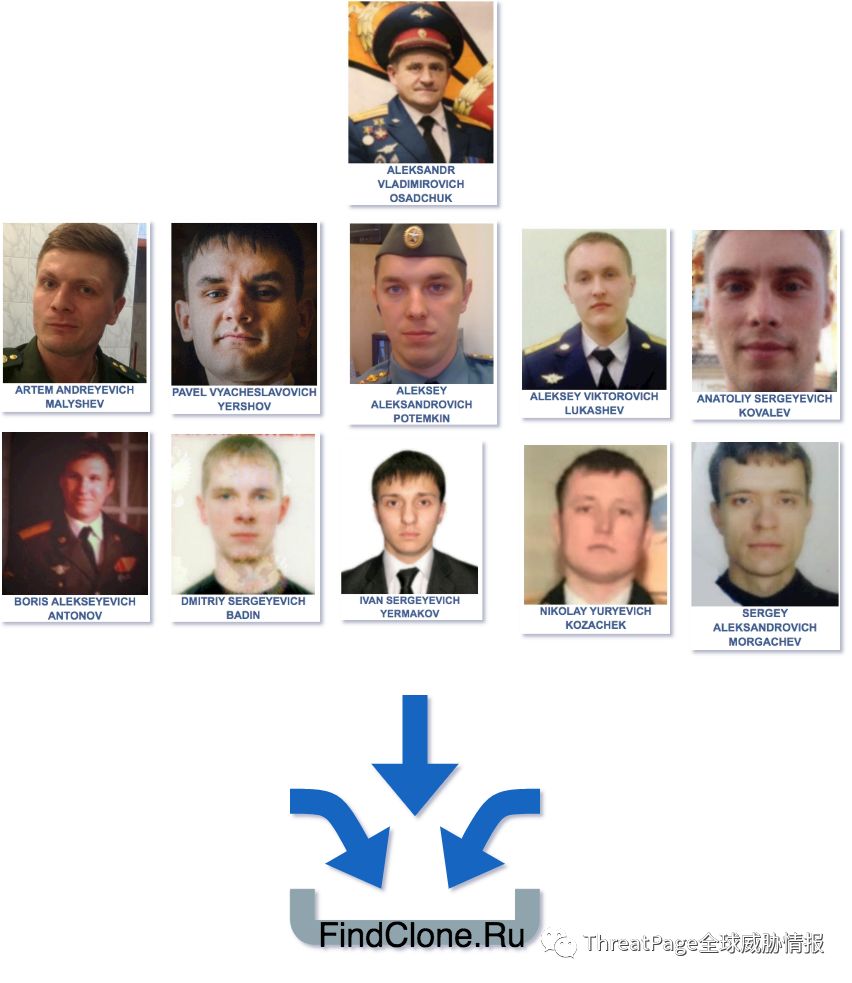 ALEKSANDR
VLADIMIROVICH
OSADCHUK
ARTEM ANDREYEVICH
MALYSHEV
PAVEL VYACHESLAVOVICH
YERSHOV
ALEKSEY
ALEKSANDROVICH
POTEMKIN
ALEKSEY VIKTOROVICH
LUKASHEV
ANATOLIY SERGEYEVICH
KOVALEV
BORIS ALEKSEYEVICH
ANTONOV
DMITRIY SERGEYEVICH
BADIN
IVAN SERGEYEVICH
YERMAKOV
NIKOLAY YURYEVICH
KOZACHEK
SERGEY
ALEKSANDROVICH
MORGACHEV
FindClone.Ru
ThreatPage全球威胁情报